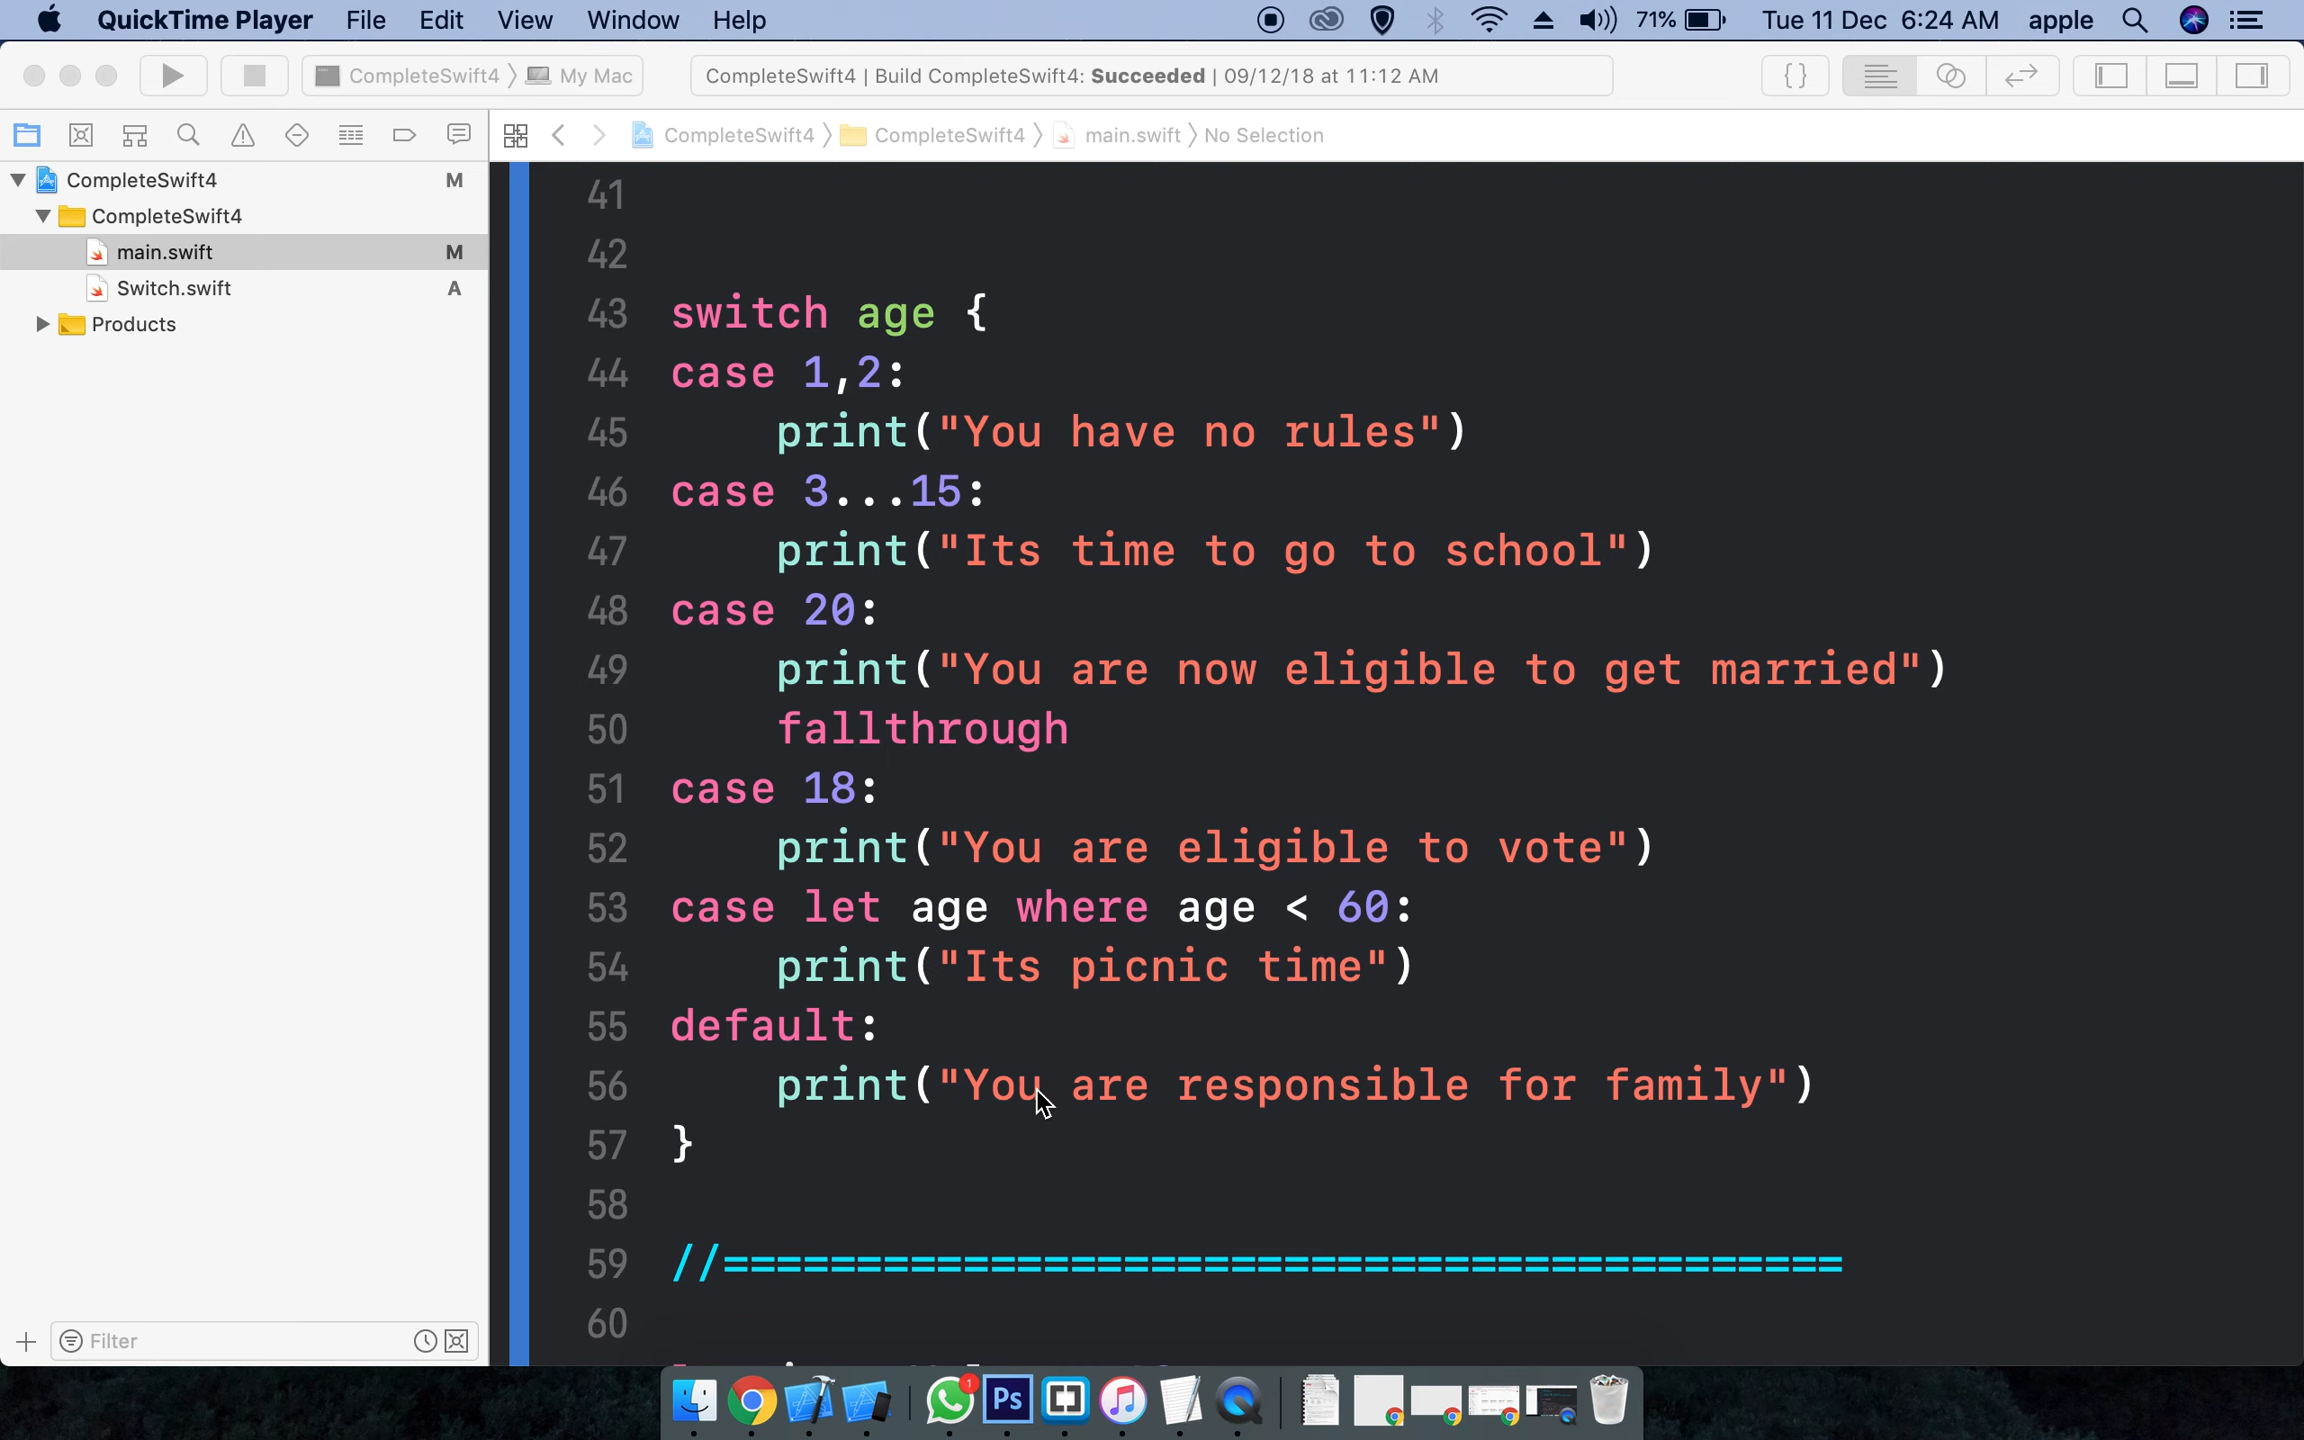 QuickTime Player File Edit View Window Help 71% Tue 11 Dec 6:24 AM apple
CompleteSwift4 My Mac CompleteSwift4 | Build CompleteSwift4: Succeeded | 09/12/18 at 11:12 AM {}
CompleteSwift4 CompleteSwift4 main.swift No Selection
CompleteSwift4 M
CompleteSwift4
main.swift M
Switch.swift A
Products
Filter
41
42
43 switch age {
44 case 1,2:
45 print("You have no rules")
46 case 3...15:
47 print("Its time to go to school")
48 case 20:
49 print("You are now eligible to get married")
50 fallthrough
51 case 18:
52 print("You are eligible to vote")
53 case let age where age < 60:
54 print("Its picnic time")
55 default:
56 print("You are responsible for family")
57 }
58
59 //==========================================
60
1
Ps